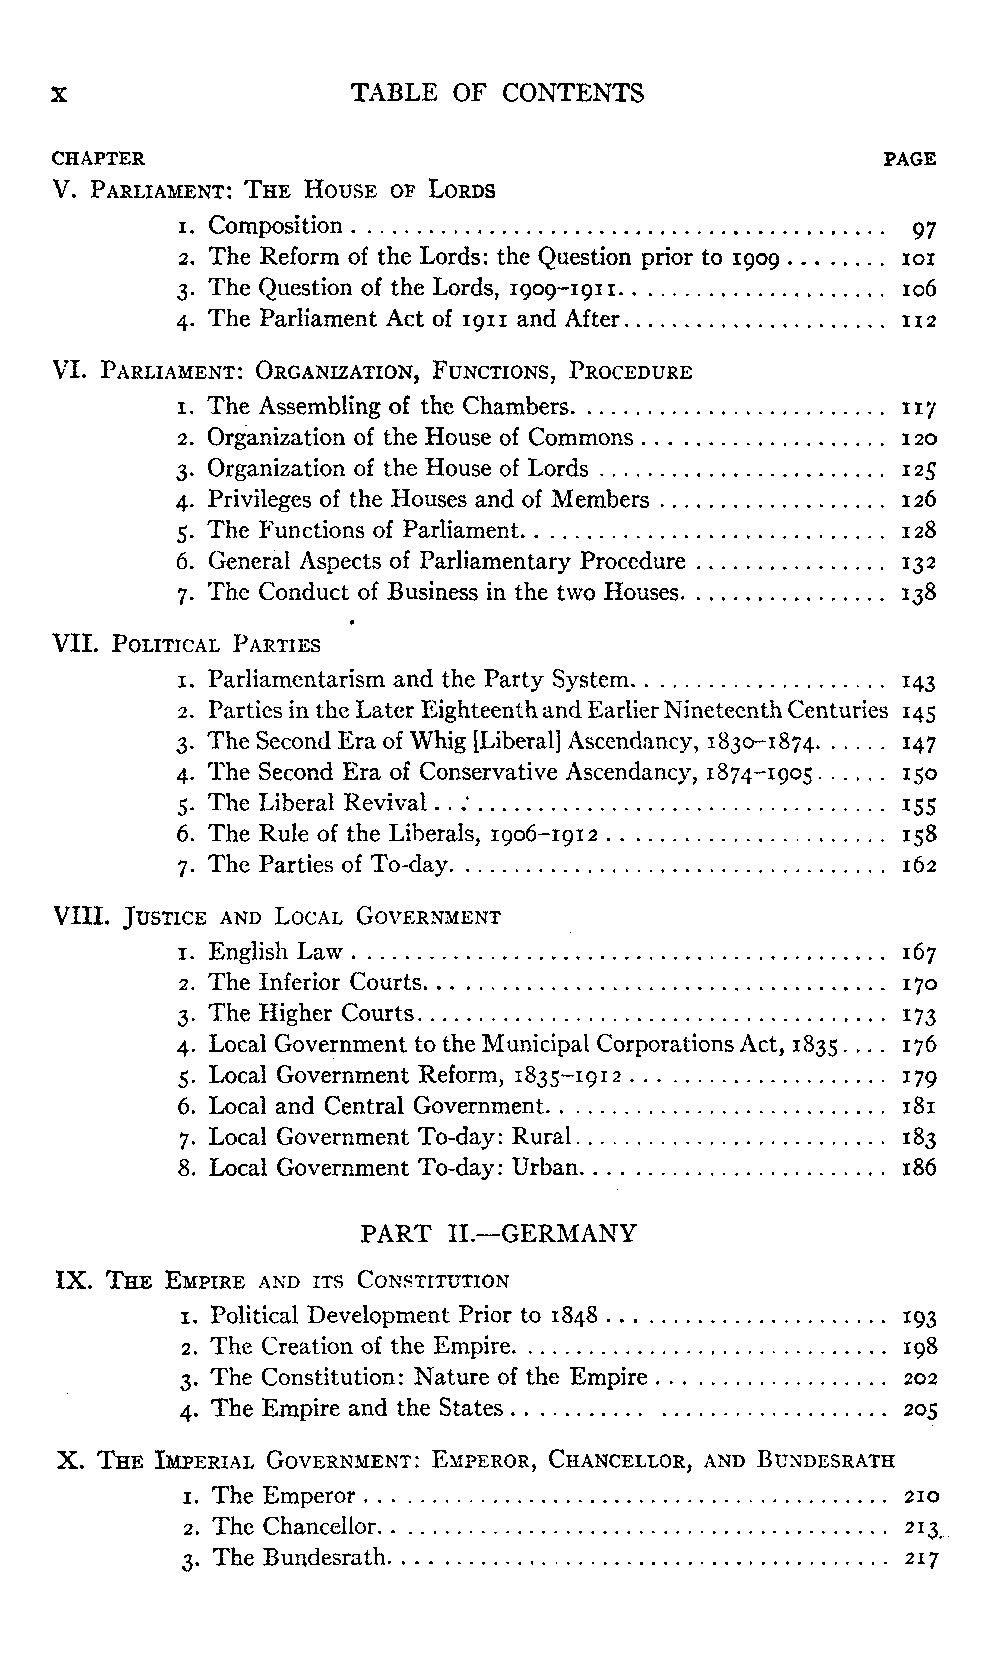 x TABLE OF CONTENTS
CHAPTER PAGE
V. PARLIAMENT: THE HOUSE OF LORDS
1. Composition ........................................... 97
2. The Reform of the Lords: the Question prior to 1909 ........ 101
3. The Question of the Lords, 1909–1911...................... 106
4. The Parliament Act of 1911 and After...................... 112
VI. PARLIAMENT: ORGANIZATION, FUNCTIONS, PROCEDURE
1. The Assembling of the Chambers.......................... 117
2. Organization of the House of Commons .................... 120
3. Organization of the House of Lords ........................ 125
4. Privileges of the Houses and of Members ................... 126
5. The Functions of Parliament.............................. 128
6. General Aspects of Parliamentary Procedure ................ 132
7. The Conduct of Business in the two Houses................. 138
VII. POLITICAL PARTIES
1. Parliamentarism and the Party System..................... 143
2. Parties in the Later Eighteenth and Earlier Nineteenth Centuries 145
3. The Second Era of Whig [Liberal] Ascendancy, 1830–1874....... 147
4. The Second Era of Conservative Ascendancy, 1874–1905...... 150
5. The Liberal Revival..................................... 155
6. The Rule of the Liberals, 1906–1912....................... 158
7. The Parties of To-day.................................... 162
VIII. JUSTICE AND LOCAL GOVERNMENT
1. English Law ........................................... 167
2. The Inferior Courts...................................... 170
3. The Higher Courts....................................... 173
4. Local Government to the Municipal Corporations Act, 1835.... 176
5. Local Government Reform, 1835–1912 ..................... 179
6. Local and Central Government............................ 181
7. Local Government To-day: Rural.......................... 183
8. Local Government To-day: Urban......................... 186
PART II.—GERMANY
IX. THE EMPIRE AND ITS CONSTITUTION
1. Political Development Prior to 1848 ....................... 193
2. The Creation of the Empire............................... 198
3. The Constitution: Nature of the Empire ................... 202
4. The Empire and the States............................... 205
X. THE IMPERIAL GOVERNMENT: EMPEROR, CHANCELLOR, AND BUNDESRATH
1. The Emperor .......................................... 210
2. The Chancellor.......................................... 213
3. The Bundesrath......................................... 217